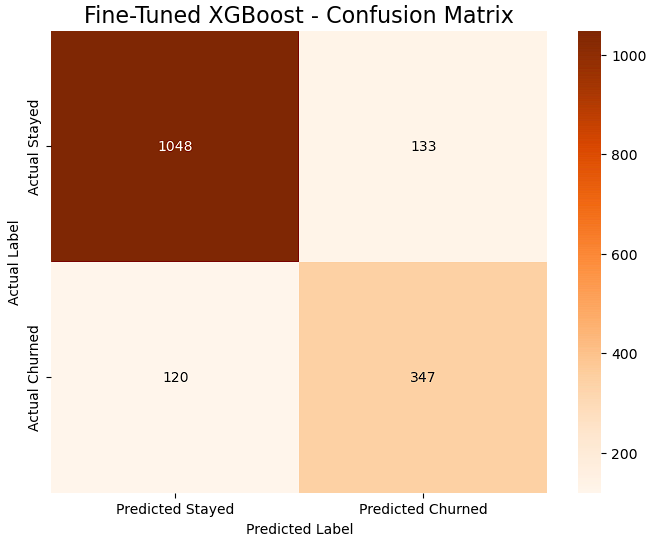 Fine-Tuned XGBoost - Confusion Matrix
Actual Label
Actual Stayed
1048
133
Actual Churned
120
347
Predicted Stayed
Predicted Churned
Predicted Label
1000
800
600
400
200